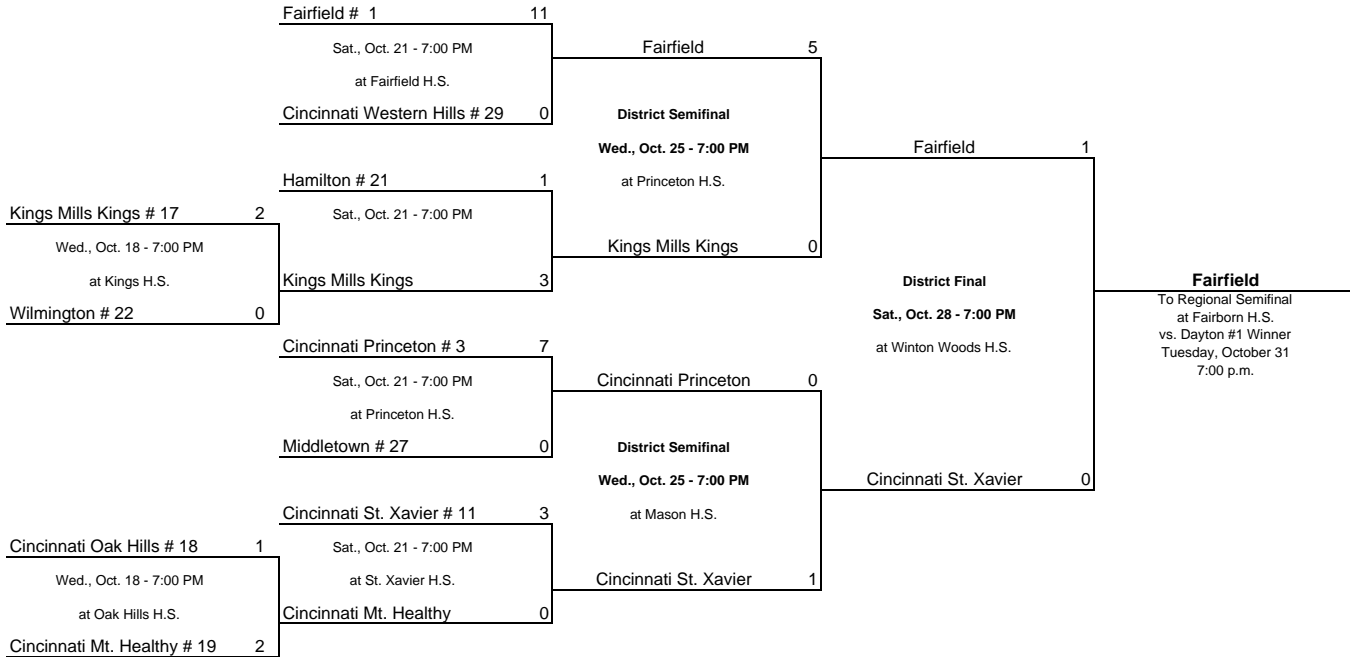 Fairfield #  1 11
Sat., Oct. 21 - 7:00 PM
at Fairfield H.S.
Cincinnati Western Hills # 29 0
Fairfield 5
District Semifinal
Wed., Oct. 25 - 7:00 PM
at Princeton H.S.
Kings Mills Kings 0
Hamilton # 21 1
Sat., Oct. 21 - 7:00 PM
Kings Mills Kings 3
Kings Mills Kings # 17 2
Wed., Oct. 18 - 7:00 PM
at Kings H.S.
Wilmington # 22 0
Fairfield 1
District Final
Sat., Oct. 28 - 7:00 PM
at Winton Woods H.S.
Cincinnati St. Xavier 0
Fairfield
To Regional Semifinal
at Fairborn H.S.
vs. Dayton #1 Winner
Tuesday, October 31
7:00 p.m.
Cincinnati Princeton # 3 7
Sat., Oct. 21 - 7:00 PM
at Princeton H.S.
Middletown # 27 0
Cincinnati Princeton 0
District Semifinal
Wed., Oct. 25 - 7:00 PM
at Mason H.S.
Cincinnati St. Xavier 1
Cincinnati St. Xavier # 11 3
Sat., Oct. 21 - 7:00 PM
at St. Xavier H.S.
Cincinnati Mt. Healthy 0
Cincinnati Oak Hills # 18 1
Wed., Oct. 18 - 7:00 PM
at Oak Hills H.S.
Cincinnati Mt. Healthy # 19 2